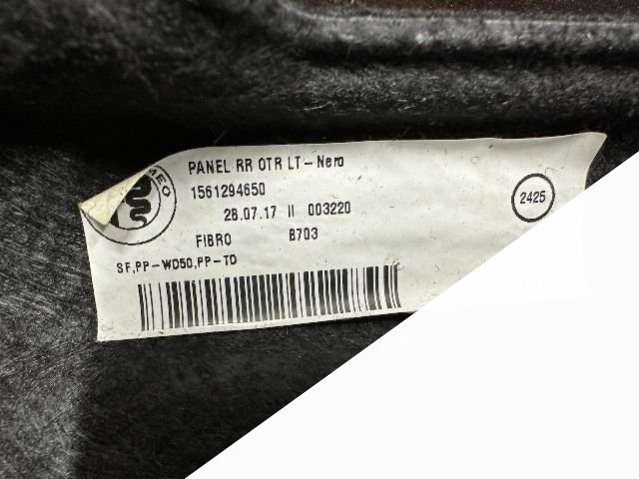 MEO
PANEL RR OTR LT-Nero
1561294650
28.07.17 II 003220
2425
FIBRO B703
SF,PP-WD50,PP-TD